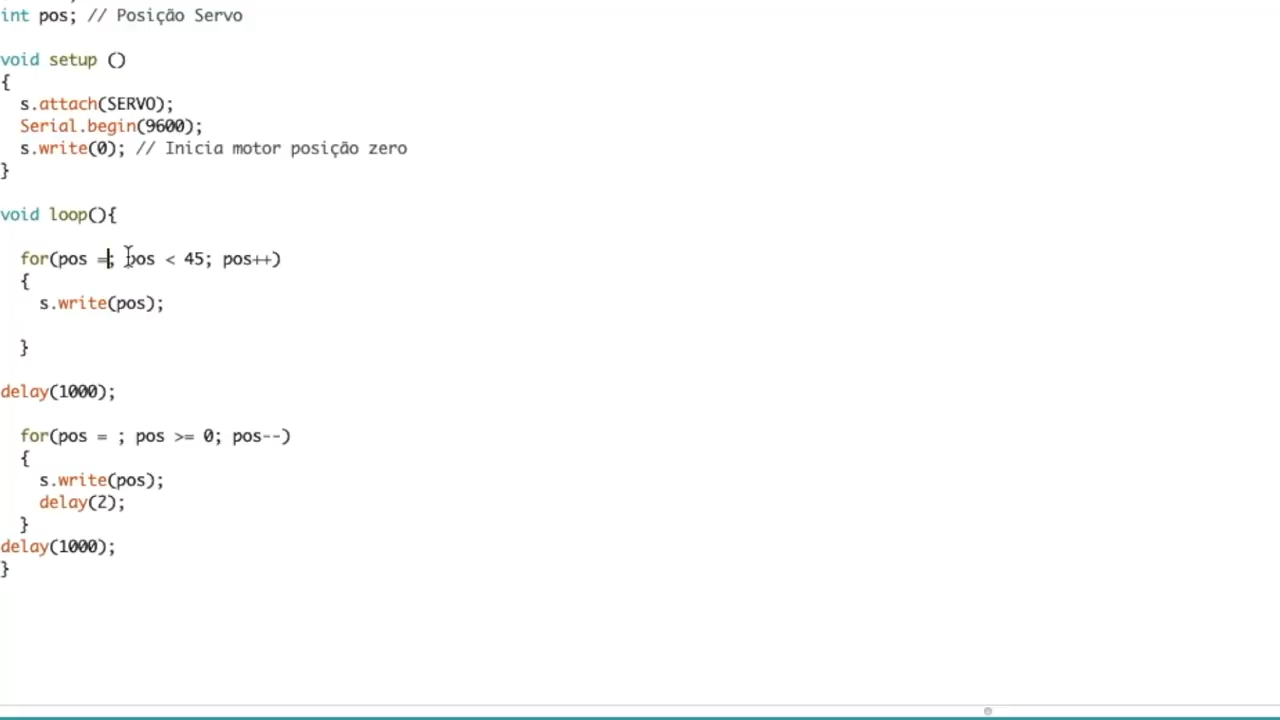 int pos; // Posição Servo
void setup ()
{
s.attach(SERVO);
Serial.begin(9600);
s.write(0); // Inicia motor posição zero
}
void loop(){
for(pos =; pos < 45; pos++)
{
s.write(pos);
}
delay(1000);
for(pos = ; pos >= 0; pos--)
{
s.write(pos);
delay(2);
}
delay(1000);
}